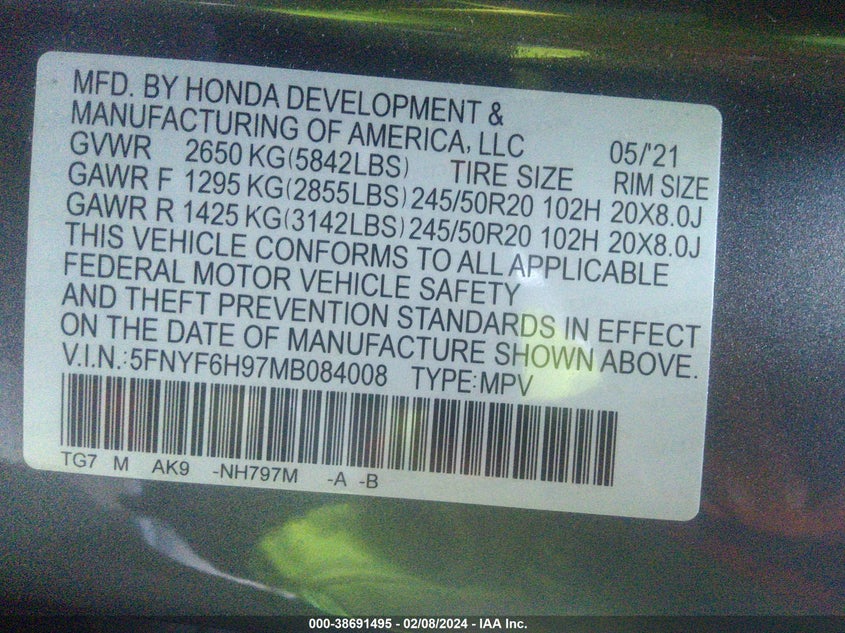 MFD. BY HONDA DEVELOPMENT &
MANUFACTURING OF AMERICA, LLC 05/'21
GVWR 2650 KG(5842LBS) TIRE SIZE RIM SIZE
GAWR F 1295 KG(2855LBS) 245/50R20 102H 20X8.0J
GAWR R 1425 KG(3142LBS) 245/50R20 102H 20X8.0J
THIS VEHICLE CONFORMS TO ALL APPLICABLE
FEDERAL MOTOR VEHICLE SAFETY
AND THEFT PREVENTION STANDARDS IN EFFECT
ON THE DATE OF MANUFACTURE SHOWN ABOVE.
V.I.N.:5FNYF6H97MB084008 TYPE:MPV
TG7 M AK9 -NH797M -A -B
000-38691495 - 02/08/2024 - IAA Inc.